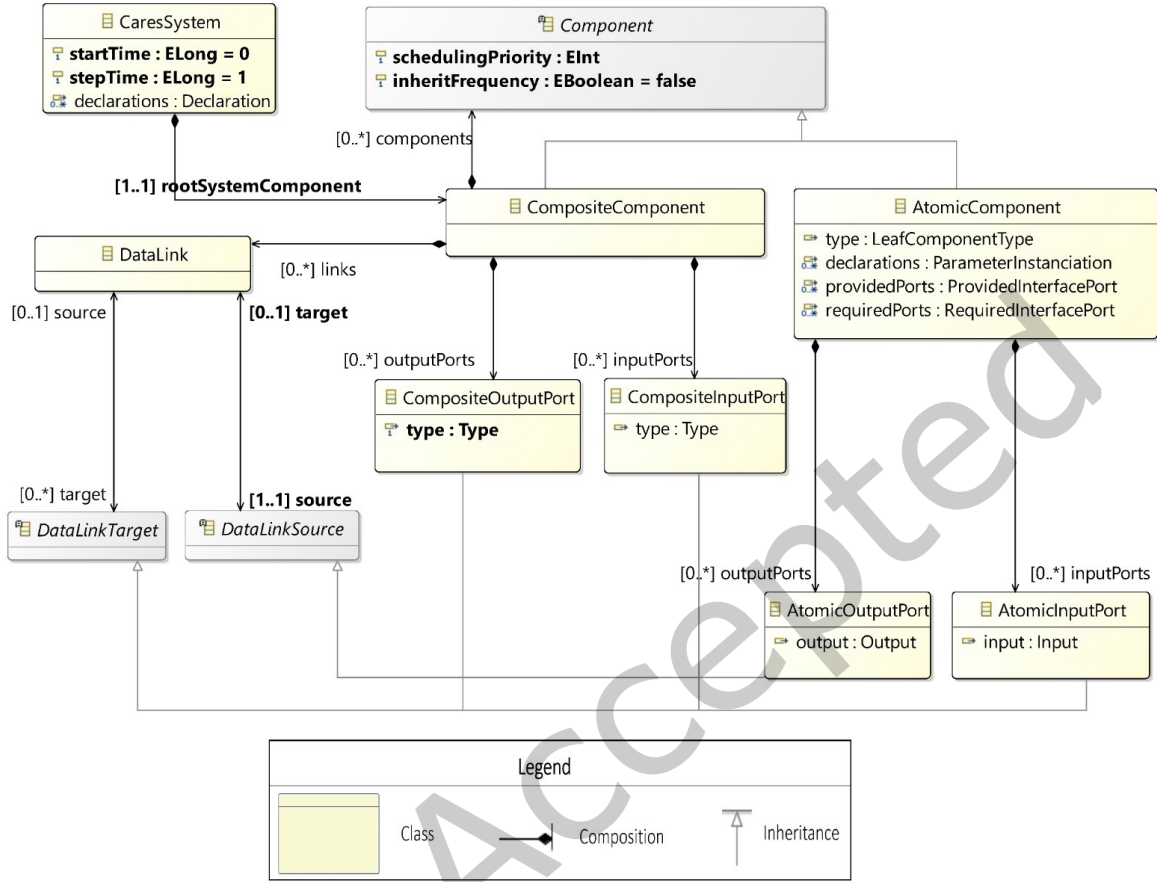 CaresSystem
startTime : ELong = 0
stepTime : ELong = 1
declarations : Declaration
Component
schedulingPriority : EInt
inheritFrequency : EBoolean = false
[0..*] components
[1..1] rootSystemComponent
CompositeComponent
AtomicComponent
type : LeafComponentType
declarations : ParameterInstanciation
providedPorts : ProvidedInterfacePort
requiredPorts : RequiredInterfacePort
DataLink
[0..*] links
[0..1] source
[0..1] target
[0..*] outputPorts
[0..*] inputPorts
CompositeOutputPort
type : Type
CompositeInputPort
type : Type
[0..*] target
[1..1] source
DataLinkTarget
DataLinkSource
[0..*] outputPorts
[0..*] inputPorts
AtomicOutputPort
output : Output
AtomicInputPort
input : Input
Legend
Class
Composition
Inheritance
Accepted